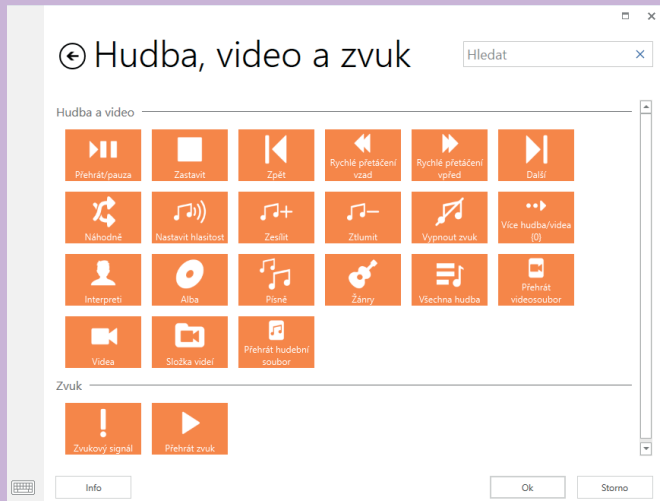 Hudba, video a zvuk
Hledat
Hudba a video
Přehrát/pauza
Zastavit
Zpět
Rychlé přetáčení
vzad
Rychlé přetáčení
vpřed
Další
Náhodně
Nastavit hlasitost
Zesílit
Ztlumit
Vypnout zvuk
Více hudba/videa
{0}
Interpreti
Alba
Písně
Žánry
Všechna hudba
Přehrát
videosoubor
Videa
Složka videí
Přehrát hudební
soubor
Zvuk
Zvukový signál
Přehrát zvuk
Info
Ok
Storno